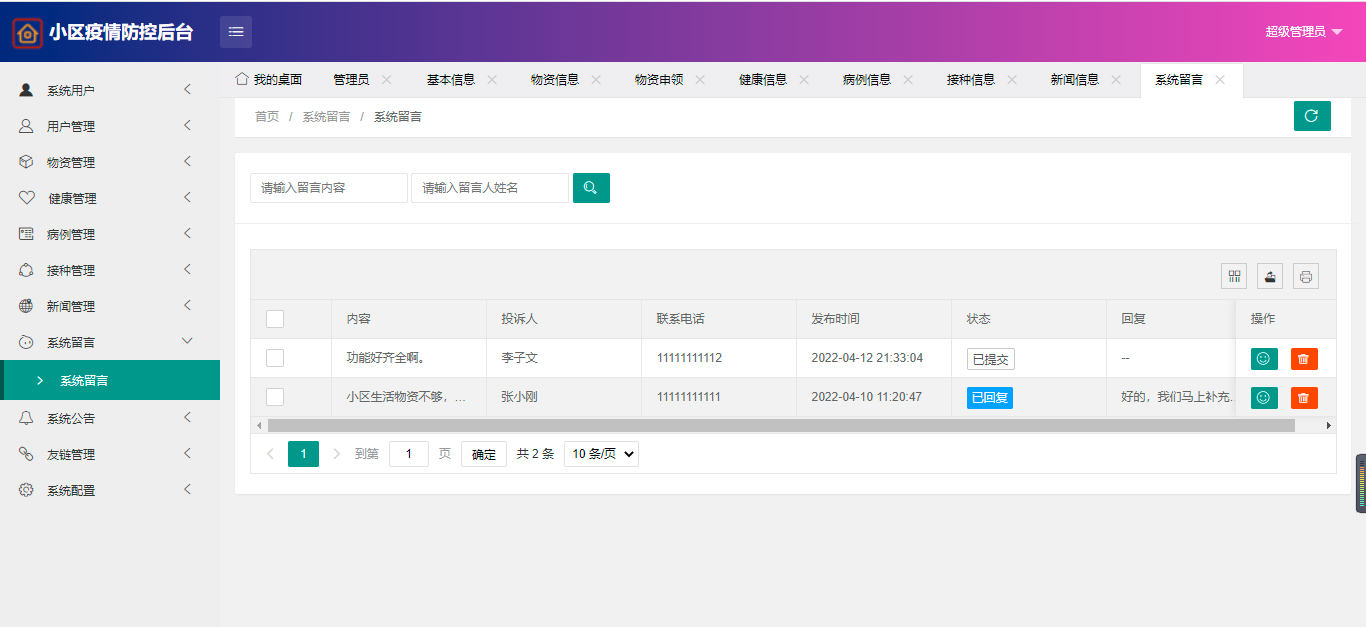 小区疫情防控后台
超级管理员
系统用户
用户管理
物资管理
健康管理
病例管理
接种管理
新闻管理
系统留言
系统留言
系统公告
友链管理
系统配置
我的桌面 管理员 基本信息 物资信息 物资申领 健康信息 病例信息 接种信息 新闻信息 系统留言
首页 / 系统留言 / 系统留言
请输入留言内容 请输入留言人姓名
内容 投诉人 联系电话 发布时间 状态 回复 操作
功能好齐全啊。 李子文 11111111112 2022-04-12 21:33:04 已提交 --
小区生活物资不够，... 张小刚 11111111111 2022-04-10 11:20:47 已回复 好的，我们马上补充...
1 到第 1 页 确定 共 2 条 10 条/页